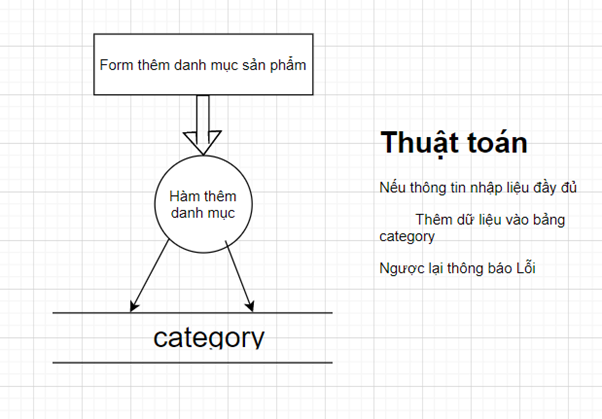 Form thêm danh mục sản phẩm
Hàm thêm
danh mục
category
Thuật toán
Nếu thông tin nhập liệu đầy đủ
Thêm dữ liệu vào bảng
category
Ngược lại thông báo Lỗi